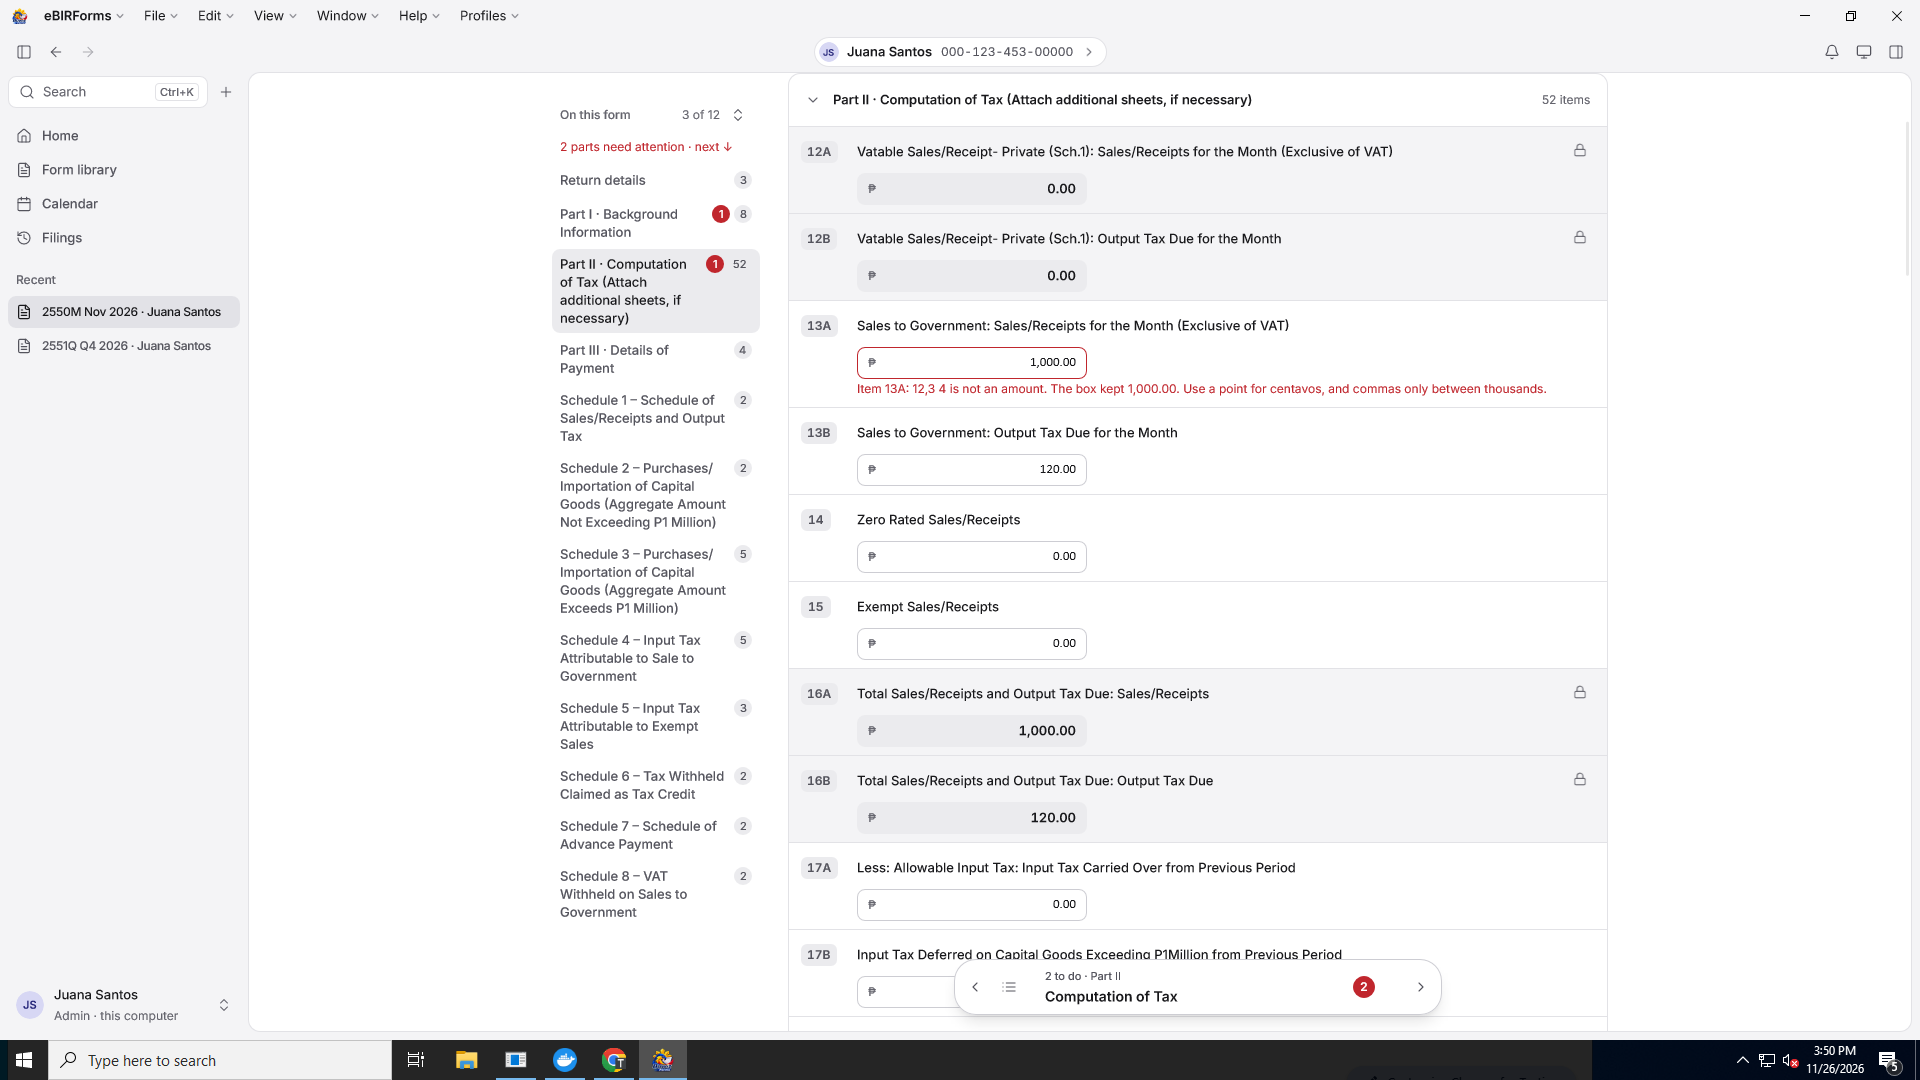 eBIRForms File Edit View Window Help Profiles
JS Juana Santos 000-123-453-00000
Search Ctrl+K
Home
Form library
Calendar
Filings
Recent
2550M Nov 2026 · Juana Santos
2551Q Q4 2026 · Juana Santos
JS Juana Santos
Admin · this computer
On this form 3 of 12
2 parts need attention · next ↓
Return details 3
Part I · Background 1 8
Information
Part II · Computation 1 52
of Tax (Attach
additional sheets, if
necessary)
Part III · Details of 4
Payment
Schedule 1 – Schedule of 2
Sales/Receipts and Output
Tax
Schedule 2 – Purchases/ 2
Importation of Capital
Goods (Aggregate Amount
Not Exceeding P1 Million)
Schedule 3 – Purchases/ 5
Importation of Capital
Goods (Aggregate Amount
Exceeds P1 Million)
Schedule 4 – Input Tax 5
Attributable to Sale to
Government
Schedule 5 – Input Tax 3
Attributable to Exempt
Sales
Schedule 6 – Tax Withheld 2
Claimed as Tax Credit
Schedule 7 – Schedule of 2
Advance Payment
Schedule 8 – VAT 2
Withheld on Sales to
Government
Part II · Computation of Tax (Attach additional sheets, if necessary) 52 items
12A Vatable Sales/Receipt- Private (Sch.1): Sales/Receipts for the Month (Exclusive of VAT)
₱ 0.00
12B Vatable Sales/Receipt- Private (Sch.1): Output Tax Due for the Month
₱ 0.00
13A Sales to Government: Sales/Receipts for the Month (Exclusive of VAT)
₱ 1,000.00
Item 13A: 12,3 4 is not an amount. The box kept 1,000.00. Use a point for centavos, and commas only between thousands.
13B Sales to Government: Output Tax Due for the Month
₱ 120.00
14 Zero Rated Sales/Receipts
₱ 0.00
15 Exempt Sales/Receipts
₱ 0.00
16A Total Sales/Receipts and Output Tax Due: Sales/Receipts
₱ 1,000.00
16B Total Sales/Receipts and Output Tax Due: Output Tax Due
₱ 120.00
17A Less: Allowable Input Tax: Input Tax Carried Over from Previous Period
₱ 0.00
17B Input Tax Deferred on Capital Goods Exceeding P1Million from Previous Period
₱
2 to do · Part II
Computation of Tax 2
Type here to search
3:50 PM
11/26/2026
5